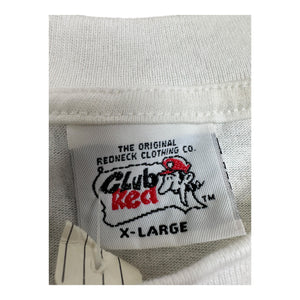 THE ORIGINAL
REDNECK CLOTHING CO.
Club
Red
TM
X-LARGE